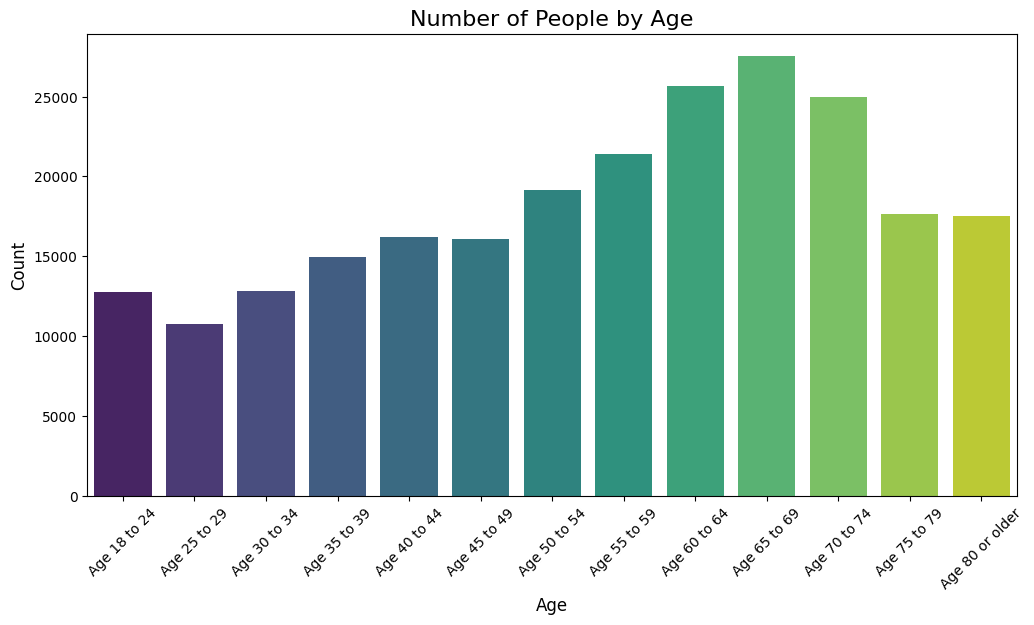 Number of People by Age
25000
20000
15000
10000
5000
0
Count
Age 18 to 24
Age 25 to 29
Age 30 to 34
Age 35 to 39
Age 40 to 44
Age 45 to 49
Age 50 to 54
Age 55 to 59
Age 60 to 64
Age 65 to 69
Age 70 to 74
Age 75 to 79
Age 80 or older
Age